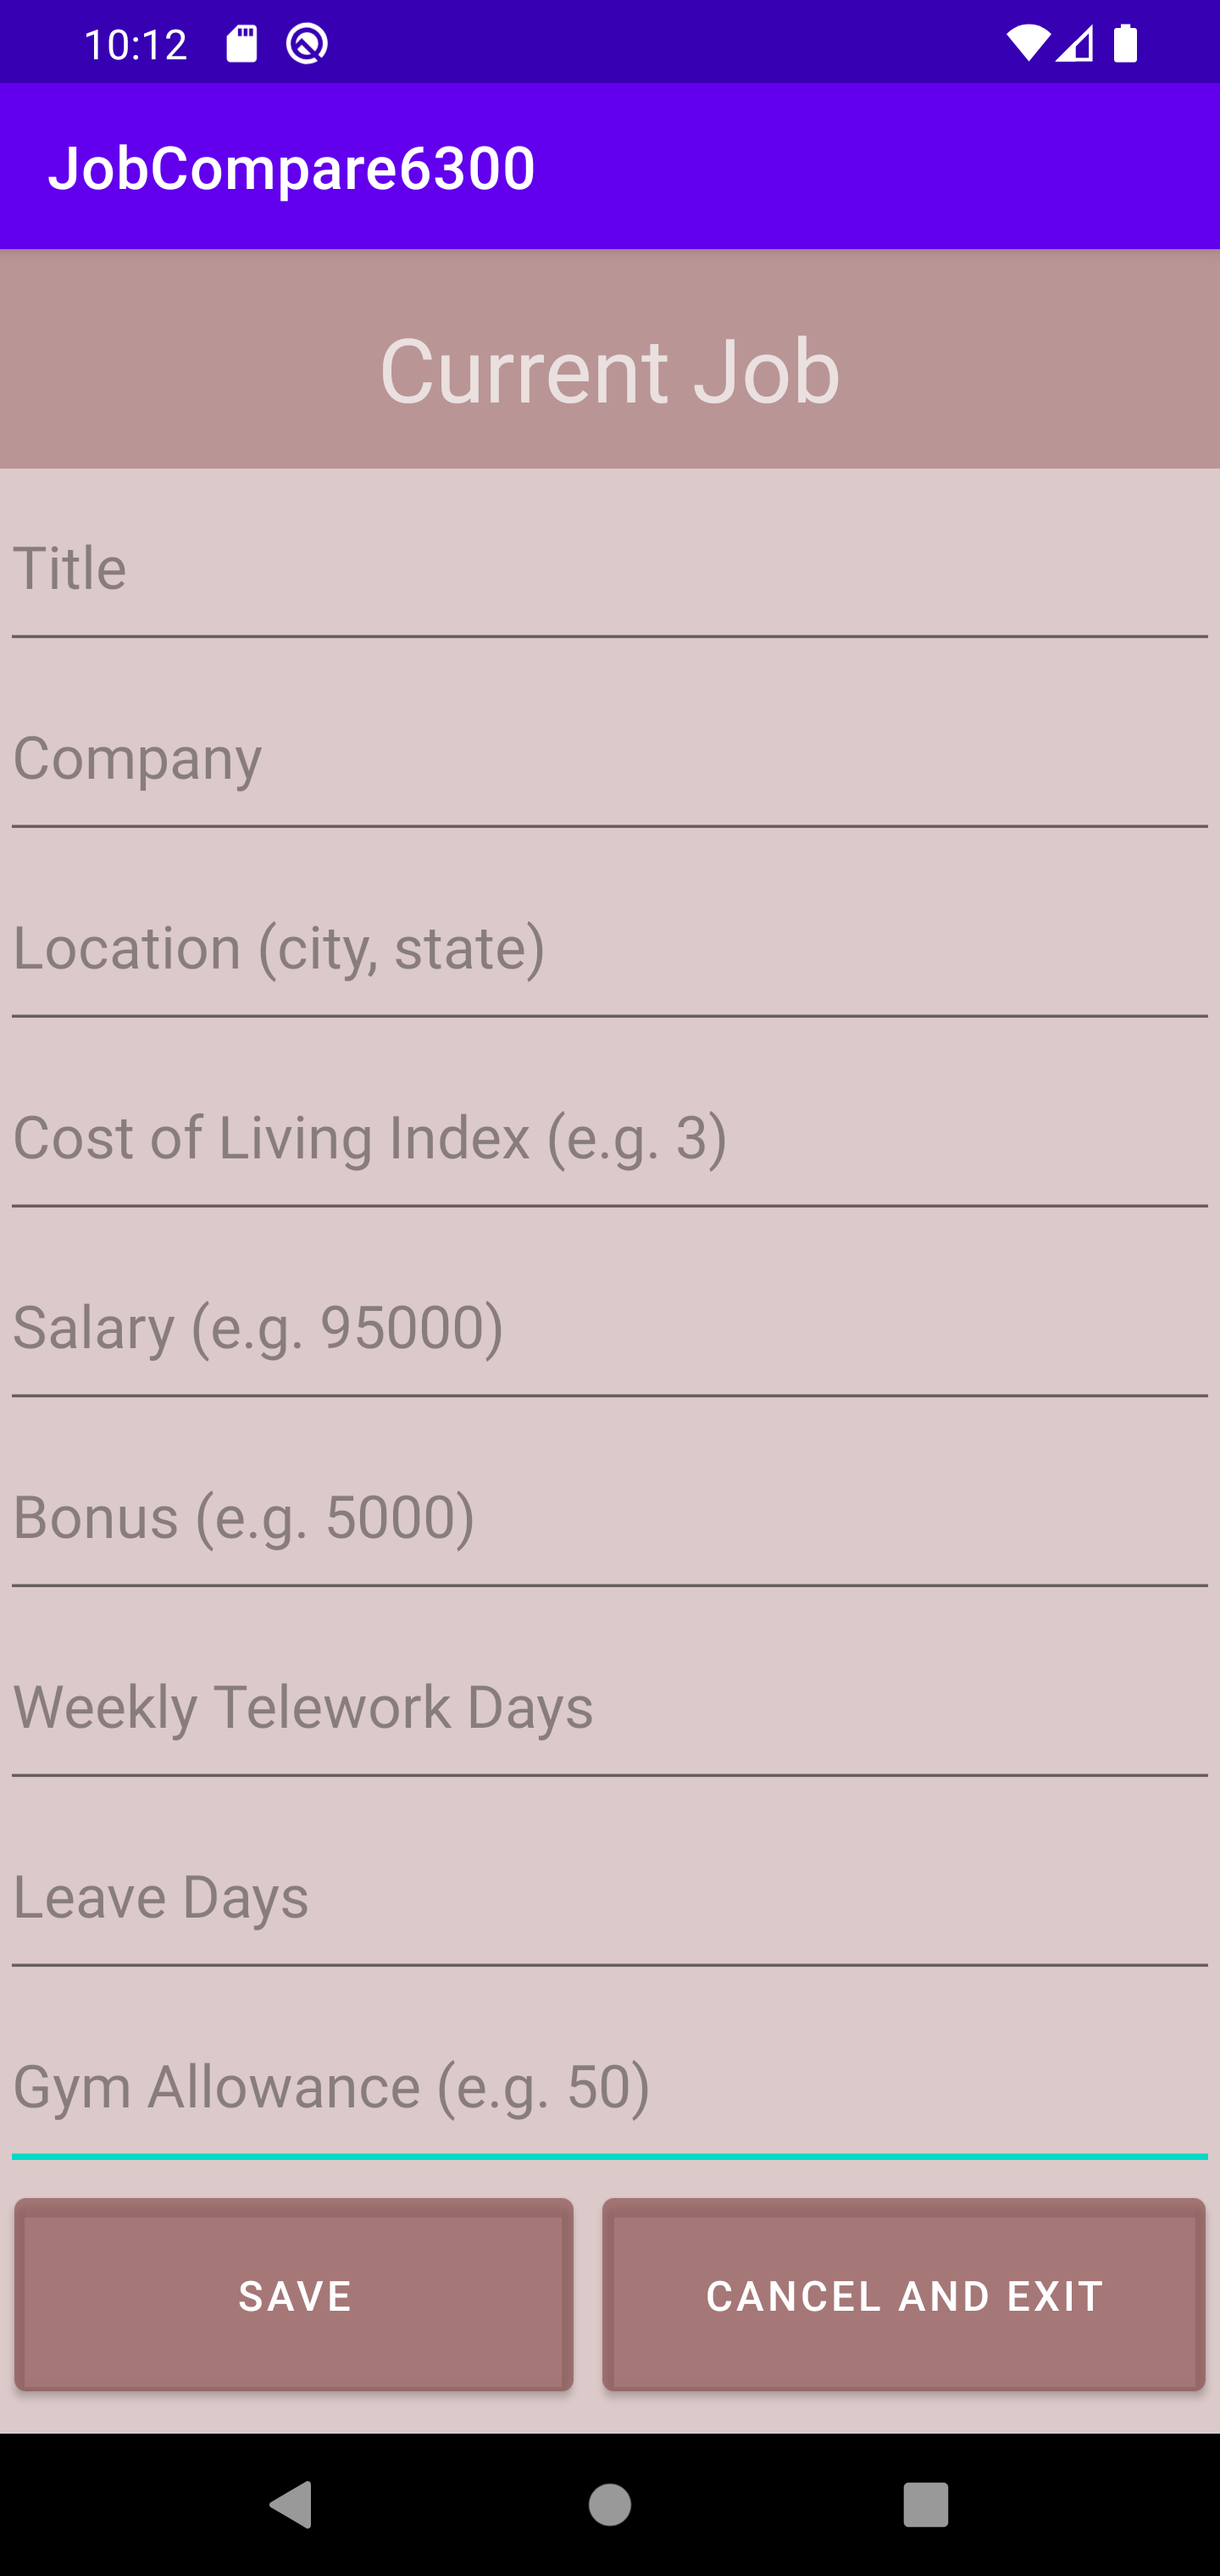 10:12
JobCompare6300
Current Job
Title
Company
Location (city, state)
Cost of Living Index (e.g. 3)
Salary (e.g. 95000)
Bonus (e.g. 5000)
Weekly Telework Days
Leave Days
Gym Allowance (e.g. 50)
SAVE
CANCEL AND EXIT